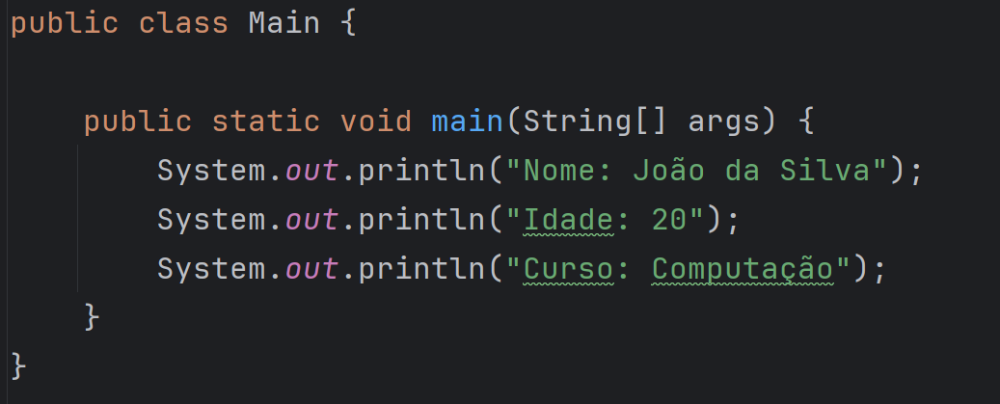 public class Main {
public static void main(String[] args) {
System.out.println("Nome: João da Silva");
System.out.println("Idade: 20");
System.out.println("Curso: Computação");
}
}